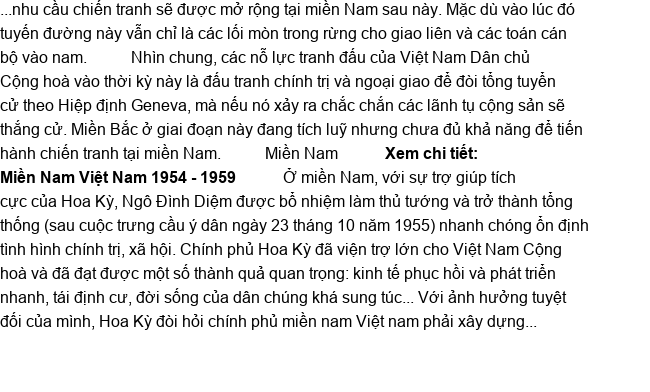 ...nhu cầu chiến tranh sẽ được mở rộng tại miền Nam sau này. Mặc dù vào lúc đó
tuyến đường này vẫn chỉ là các lối mòn trong rừng cho giao liên và các toán cán
bộ vào nam. Nhìn chung, các nỗ lực tranh đấu của Việt Nam Dân chủ
Cộng hoà vào thời kỳ này là đấu tranh chính trị và ngoại giao để đòi tổng tuyển
cử theo Hiệp định Geneva, mà nếu nó xảy ra chắc chắn các lãnh tụ cộng sản sẽ
thắng cử. Miền Bắc ở giai đoạn này đang tích luỹ nhưng chưa đủ khả năng để tiến
hành chiến tranh tại miền Nam. Miền Nam Xem chi tiết:
Miền Nam Việt Nam 1954 - 1959 Ở miền Nam, với sự trợ giúp tích
cực của Hoa Kỳ, Ngô Đình Diệm được bổ nhiệm làm thủ tướng và trở thành tổng
thống (sau cuộc trưng cầu ý dân ngày 23 tháng 10 năm 1955) nhanh chóng ổn định
tình hình chính trị, xã hội. Chính phủ Hoa Kỳ đã viện trợ lớn cho Việt Nam Cộng
hoà và đã đạt được một số thành quả quan trọng: kinh tế phục hồi và phát triển
nhanh, tái định cư, đời sống của dân chúng khá sung túc... Với ảnh hưởng tuyệt
đối của mình, Hoa Kỳ đòi hỏi chính phủ miền nam Việt nam phải xây dựng...